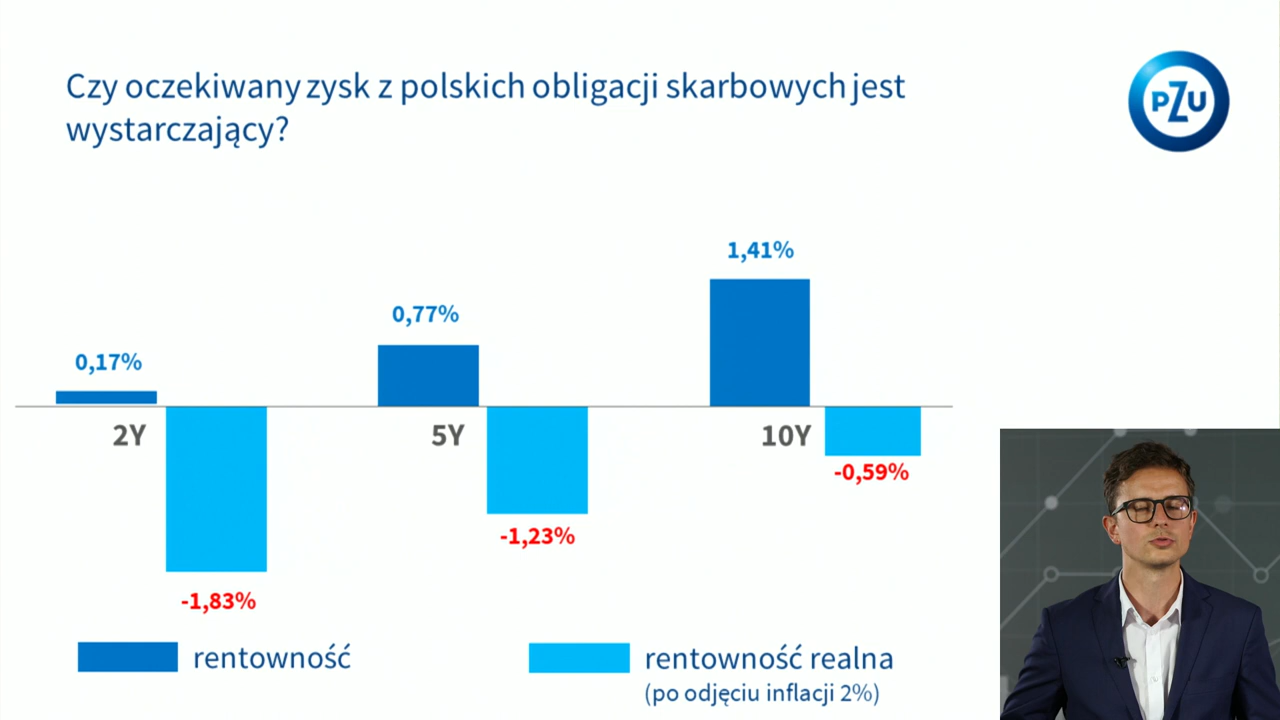 Czy oczekiwany zysk z polskich obligacji skarbowych jest
wystarczający?
PZU
0,17%
0,77%
1,41%
2Y
5Y
10Y
-1,83%
-1,23%
-0,59%
rentowność
rentowność realna
(po odjęciu inflacji 2%)